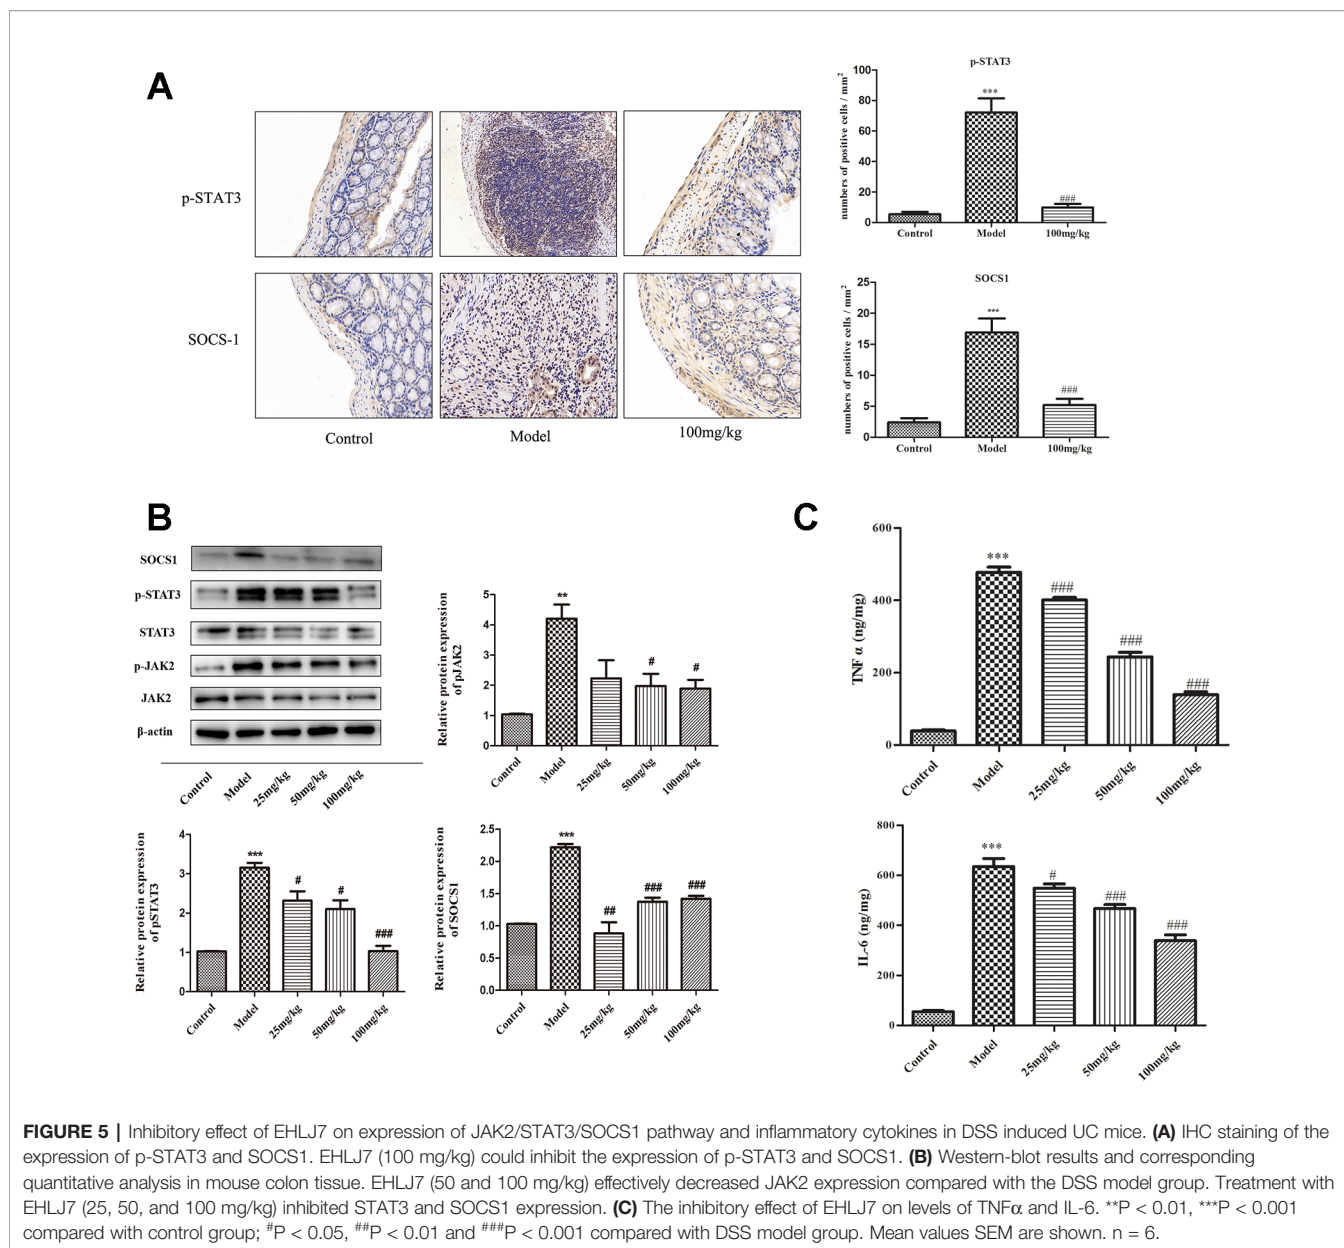 A
p-STAT3
SOCS-1
Control
Model
100mg/kg
p-STAT3
numbers of positive cells / mm²
100
80
60
40
20
0
***
###
Control
Model
100mg/kg
SOCS1
numbers of positive cells / mm²
25
20
15
10
5
0
***
###
Control
Model
100mg/kg
B
SOCS1
p-STAT3
STAT3
p-JAK2
JAK2
β-actin
Control
Model
25mg/kg
50mg/kg
100mg/kg
Relative protein expression
of pJAK2
5
4
3
2
1
0
**
#
#
Control
Model
25mg/kg
50mg/kg
100mg/kg
Relative protein expression
of pSTAT3
4
3
2
1
0
***
#
#
###
Control
Model
25mg/kg
50mg/kg
100mg/kg
Relative protein expression
of SOCS1
2.5
2.0
1.5
1.0
0.5
0.0
***
##
###
###
Control
Model
25mg/kg
50mg/kg
100mg/kg
C
TNF α (ng/mg)
600
400
200
0
***
###
###
###
Control
Model
25mg/kg
50mg/kg
100mg/kg
IL-6 (ng/mg)
800
600
400
200
0
***
#
###
###
Control
Model
25mg/kg
50mg/kg
100mg/kg
FIGURE 5 | Inhibitory effect of EHLJ7 on expression of JAK2/STAT3/SOCS1 pathway and inflammatory cytokines in DSS induced UC mice. (A) IHC staining of the
expression of p-STAT3 and SOCS1. EHLJ7 (100 mg/kg) could inhibit the expression of p-STAT3 and SOCS1. (B) Western-blot results and corresponding
quantitative analysis in mouse colon tissue. EHLJ7 (50 and 100 mg/kg) effectively decreased JAK2 expression compared with the DSS model group. Treatment with
EHLJ7 (25, 50, and 100 mg/kg) inhibited STAT3 and SOCS1 expression. (C) The inhibitory effect of EHLJ7 on levels of TNFα and IL-6. **P < 0.01, ***P < 0.001
compared with control group; #P < 0.05, ##P < 0.01 and ###P < 0.001 compared with DSS model group. Mean values SEM are shown. n = 6.